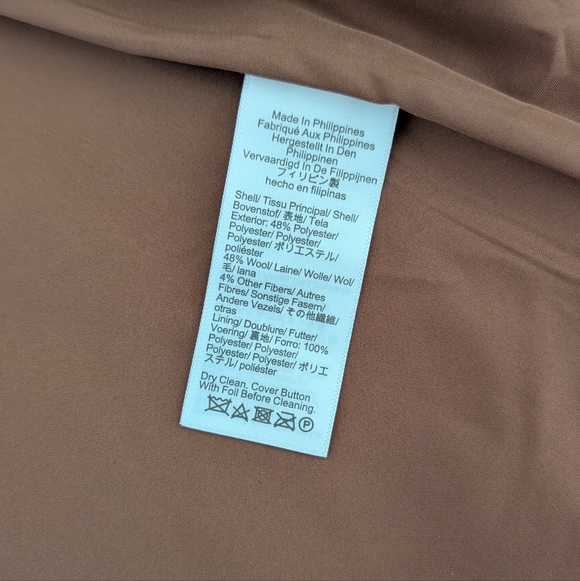 Made In Philippines
Fabriqué Aux Philippines
Hergestellt In Den
Philippinen
Vervaardigd In De Filippijnen
フィリピン製
hecho en filipinas
Shell/ Tissu Principal/ Shell/
Bovenstof/ 表地/ Tela
Exterior: 48% Polyester/
Polyester/ Polyester/
Polyester/ ポリエステル/
poliéster
48% Wool/ Laine/ Wolle/ Wol/
毛/ lana
4% Other Fibers/ Autres
Fibres/ Sonstige Fasern/
Andere Vezels/ その他繊維/
otras
Lining/ Doublure/ Futter/
Voering/ 裏地/ Forro: 100%
Polyester/ Polyester/
Polyester/ Polyester/ ポリエ
ステル/ poliéster
Dry Clean. Cover Button
With Foil Before Cleaning.
P